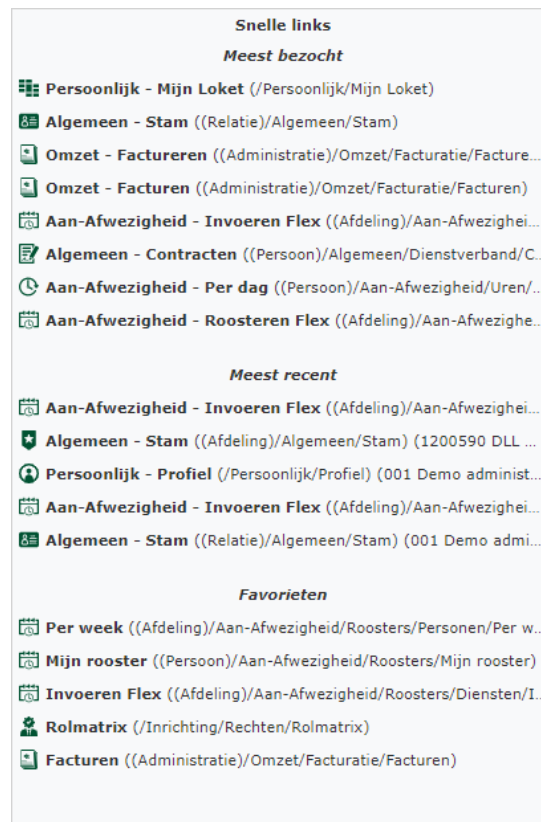 Snelle links
Meest bezocht
Persoonlijk - Mijn Loket (/Persoonlijk/Mijn Loket)
Algemeen - Stam ((Relatie)/Algemeen/Stam)
Omzet - Factureren ((Administratie)/Omzet/Facturatie/Facture...
Omzet - Facturen ((Administratie)/Omzet/Facturatie/Facturen)
Aan-Afwezigheid - Invoeren Flex ((Afdeling)/Aan-Afwezighei...
Algemeen - Contracten ((Persoon)/Algemeen/Dienstverband/C...
Aan-Afwezigheid - Per dag ((Persoon)/Aan-Afwezigheid/Uren/...
Aan-Afwezigheid - Roosteren Flex ((Afdeling)/Aan-Afwezighe...
Meest recent
Aan-Afwezigheid - Invoeren Flex ((Afdeling)/Aan-Afwezighei...
Algemeen - Stam ((Afdeling)/Algemeen/Stam) (1200590 DLL ...
Persoonlijk - Profiel (/Persoonlijk/Profiel) (001 Demo administ...
Aan-Afwezigheid - Invoeren Flex ((Afdeling)/Aan-Afwezighei...
Algemeen - Stam ((Relatie)/Algemeen/Stam) (001 Demo admi...
Favorieten
Per week ((Afdeling)/Aan-Afwezigheid/Roosters/Personen/Per w...
Mijn rooster ((Persoon)/Aan-Afwezigheid/Roosters/Mijn rooster)
Invoeren Flex ((Afdeling)/Aan-Afwezigheid/Roosters/Diensten/I...
Rolmatrix (/Inrichting/Rechten/Rolmatrix)
Facturen ((Administratie)/Omzet/Facturatie/Facturen)